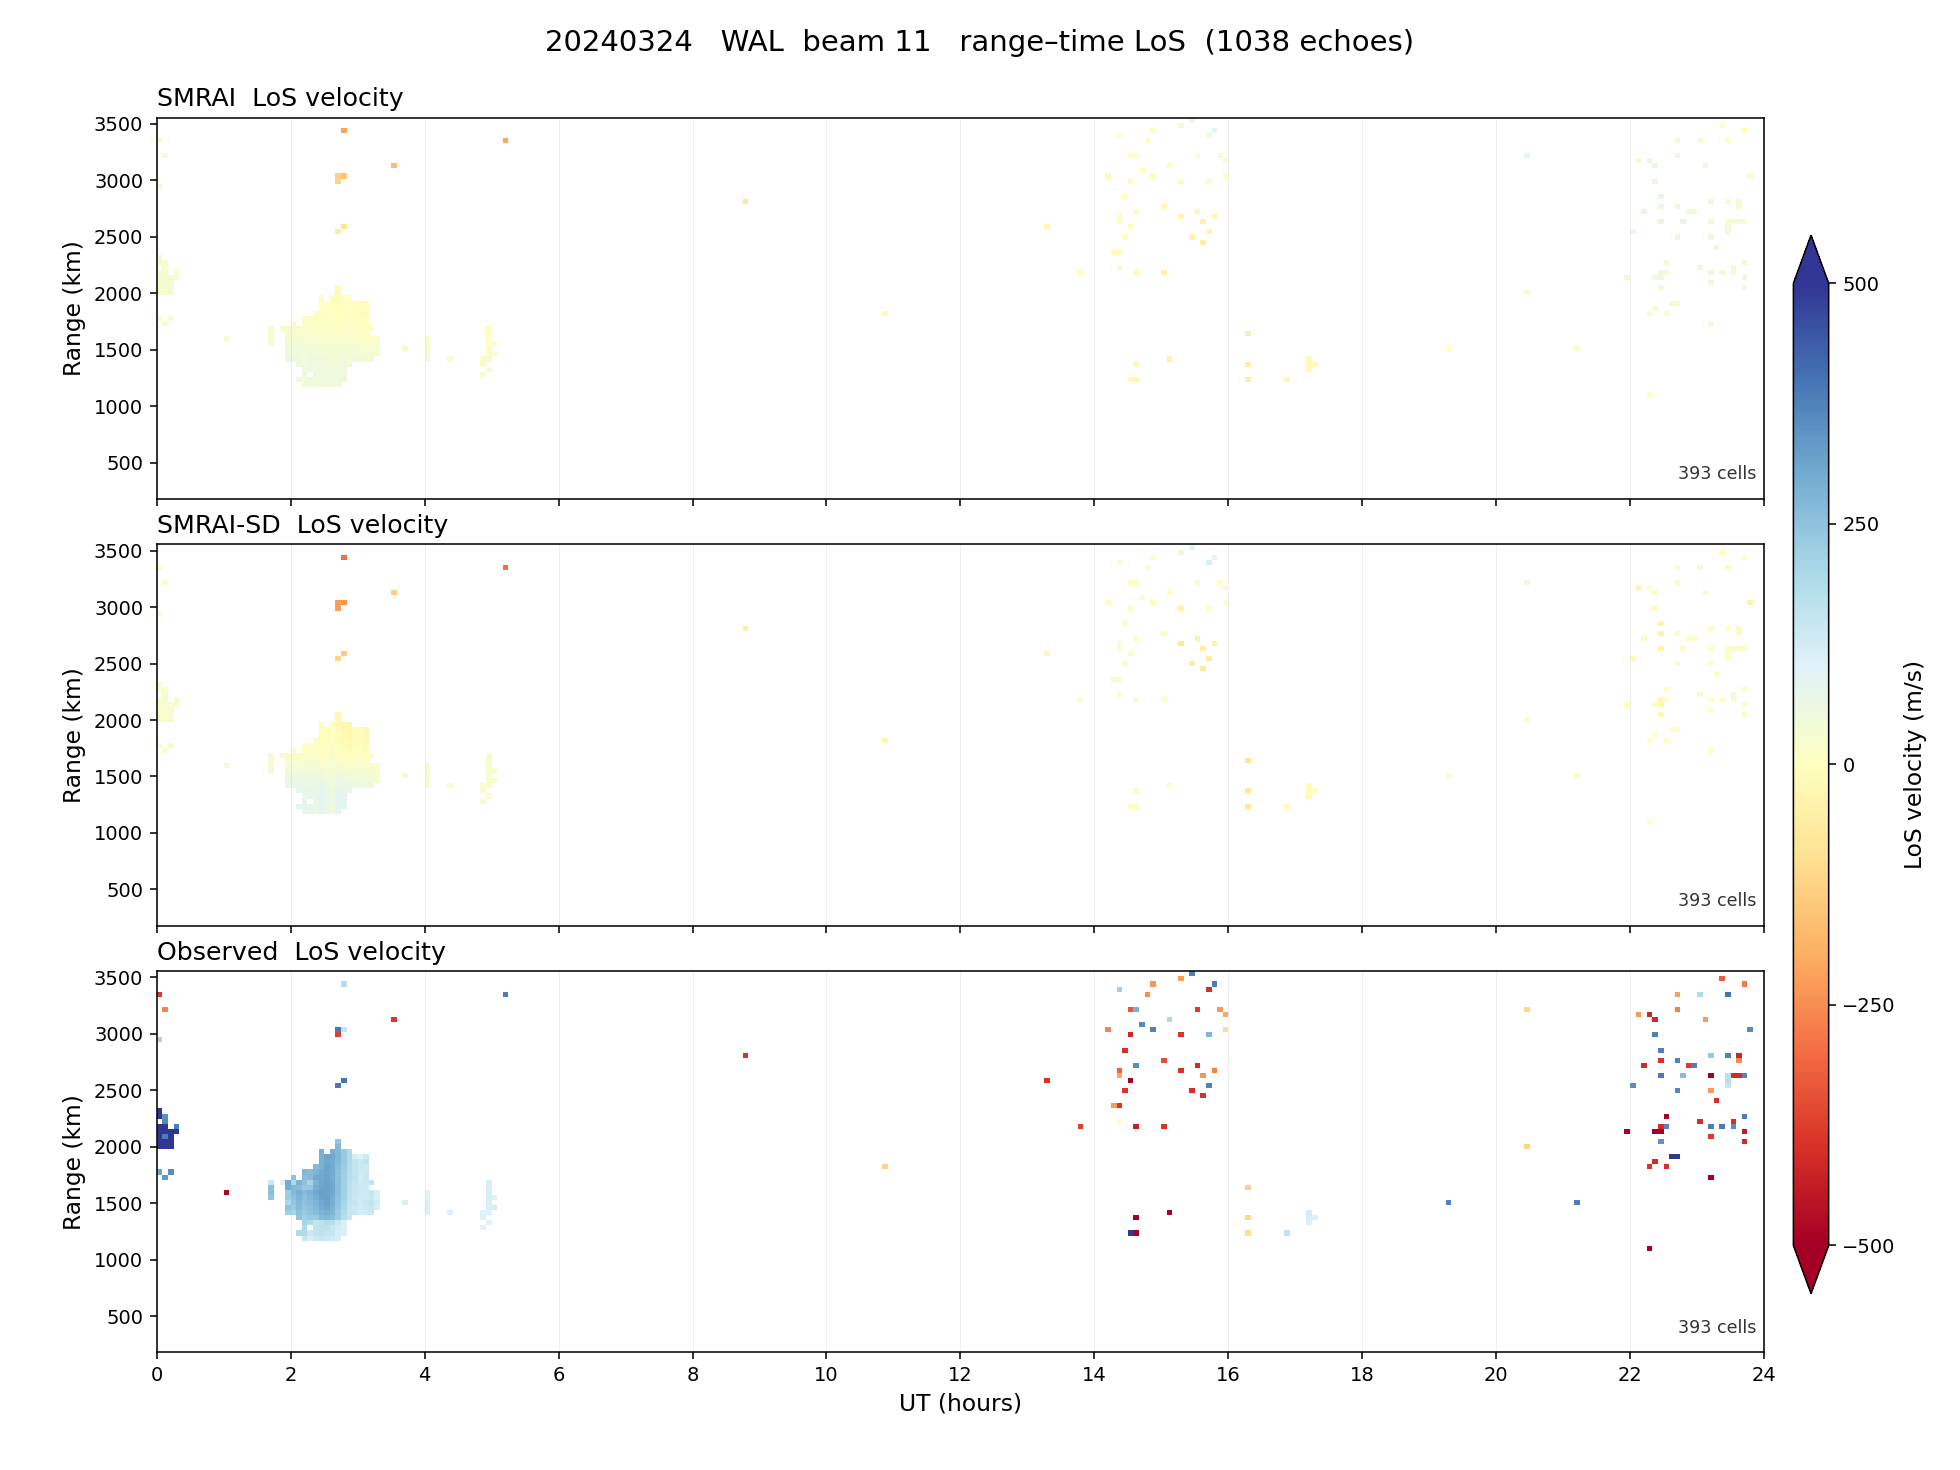 20240324   WAL  beam 11   range–time LoS  (1038 echoes)
SMRAI  LoS velocity
3500
3000
2500
2000
1500
1000
500
Range (km)
393 cells
SMRAI-SD  LoS velocity
3500
3000
2500
2000
1500
1000
500
Range (km)
393 cells
Observed  LoS velocity
3500
3000
2500
2000
1500
1000
500
Range (km)
393 cells
0 2 4 6 8 10 12 14 16 18 20 22 24
UT (hours)
500
250
0
−250
−500
LoS velocity (m/s)